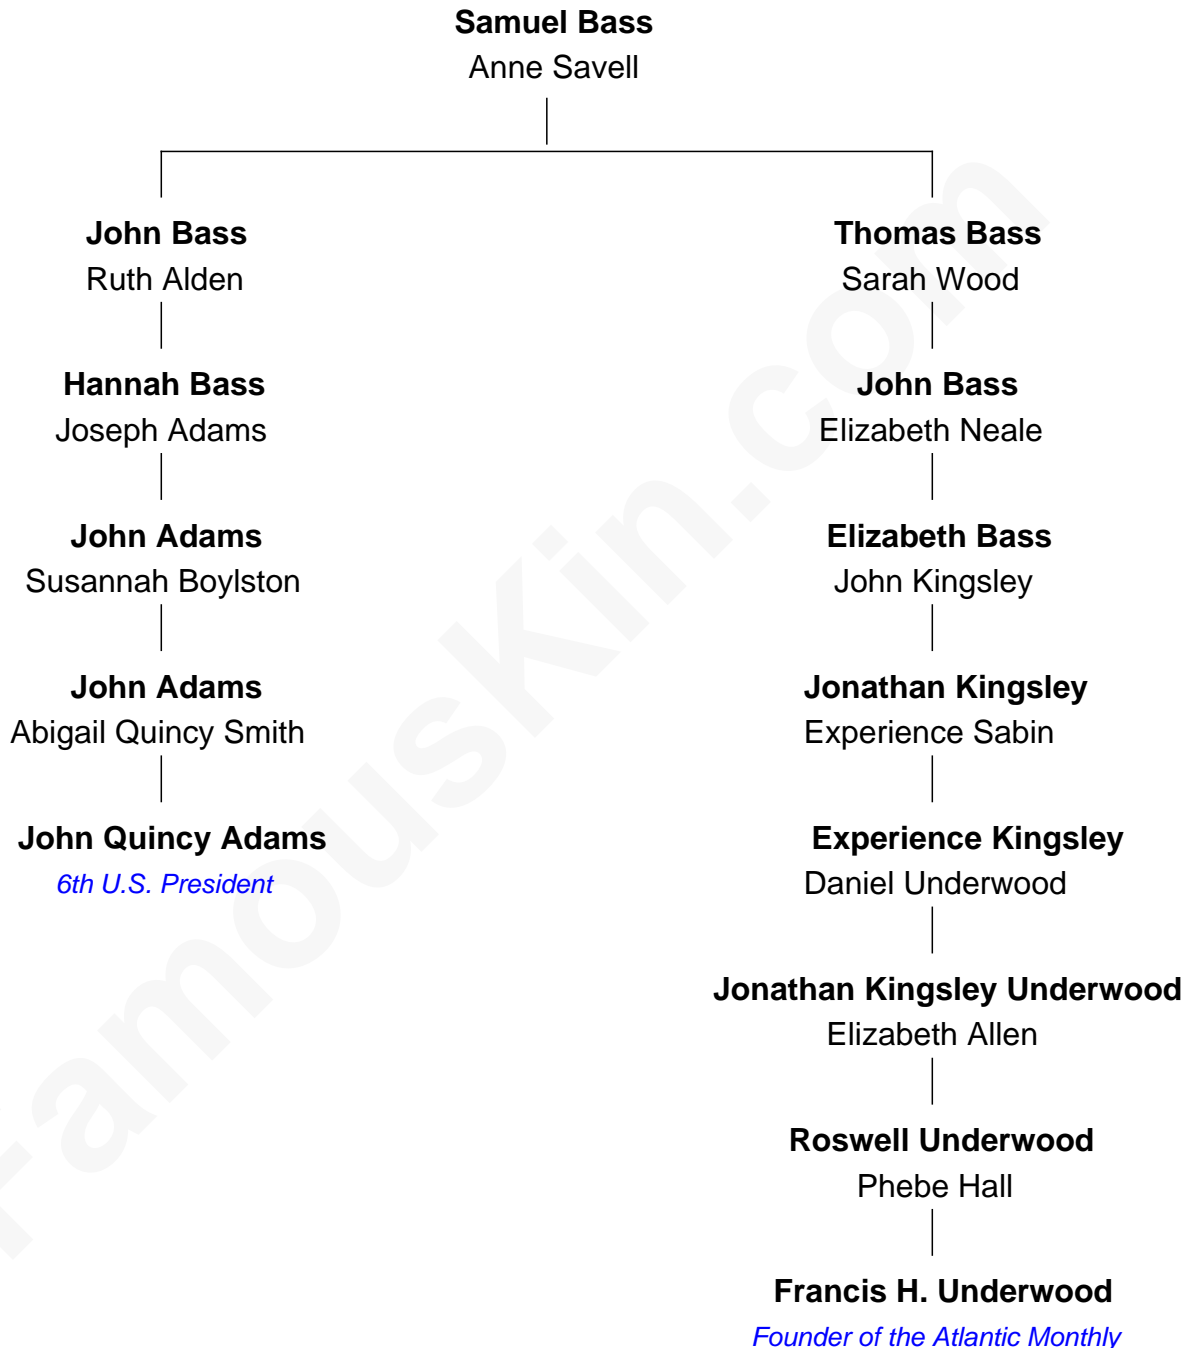 Samuel Bass
Anne Savell
John Bass
Ruth Alden
Hannah Bass
Joseph Adams
John Adams
Susannah Boylston
John Adams
Abigail Quincy Smith
John Quincy Adams
6th U.S. President
Thomas Bass
Sarah Wood
John Bass
Elizabeth Neale
Elizabeth Bass
John Kingsley
Jonathan Kingsley
Experience Sabin
Experience Kingsley
Daniel Underwood
Jonathan Kingsley Underwood
Elizabeth Allen
Roswell Underwood
Phebe Hall
Francis H. Underwood
Founder of the Atlantic Monthly
FamousKin.com